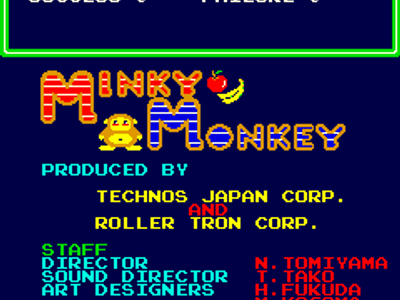 MINKY
MONKEY
PRODUCED BY
TECHNOS JAPAN CORP.
AND
ROLLER TRON CORP.
STAFF
DIRECTOR N.TOMIYAMA
SOUND DIRECTOR T.TAKO
ART DESIGNERS H.FUKUDA